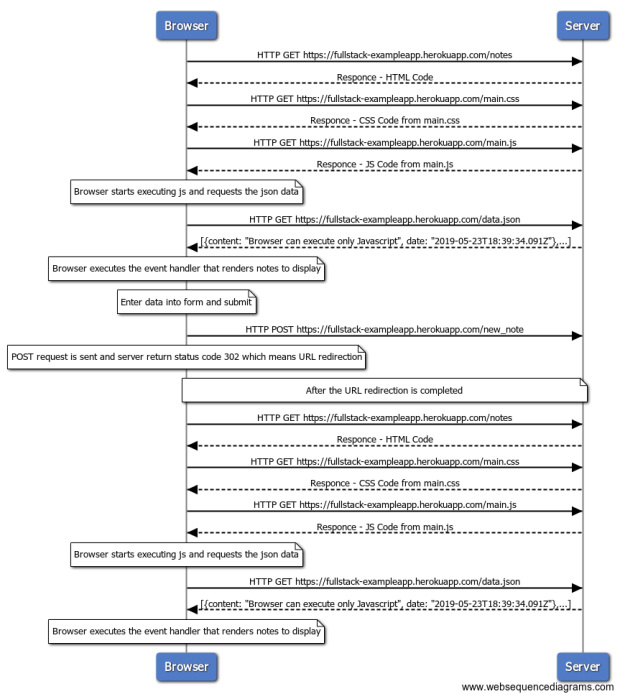 Browser Server
HTTP GET https://fullstack-exampleapp.herokuapp.com/notes
Responce - HTML Code
HTTP GET https://fullstack-exampleapp.herokuapp.com/main.css
Responce - CSS Code from main.css
HTTP GET https://fullstack-exampleapp.herokuapp.com/main.js
Responce - JS Code from main.js
Browser starts executing js and requests the json data
HTTP GET https://fullstack-exampleapp.herokuapp.com/data.json
[{content: "Browser can execute only Javascript", date: "2019-05-23T18:39:34.091Z"},...]
Browser executes the event handler that renders notes to display
Enter data into form and submit
HTTP POST https://fullstack-exampleapp.herokuapp.com/new_note
POST request is sent and server return status code 302 which means URL redirection
After the URL redirection is completed
HTTP GET https://fullstack-exampleapp.herokuapp.com/notes
Responce - HTML Code
HTTP GET https://fullstack-exampleapp.herokuapp.com/main.css
Responce - CSS Code from main.css
HTTP GET https://fullstack-exampleapp.herokuapp.com/main.js
Responce - JS Code from main.js
Browser starts executing js and requests the json data
HTTP GET https://fullstack-exampleapp.herokuapp.com/data.json
[{content: "Browser can execute only Javascript", date: "2019-05-23T18:39:34.091Z"},...]
Browser executes the event handler that renders notes to display
Browser Server
www.websequencediagrams.com